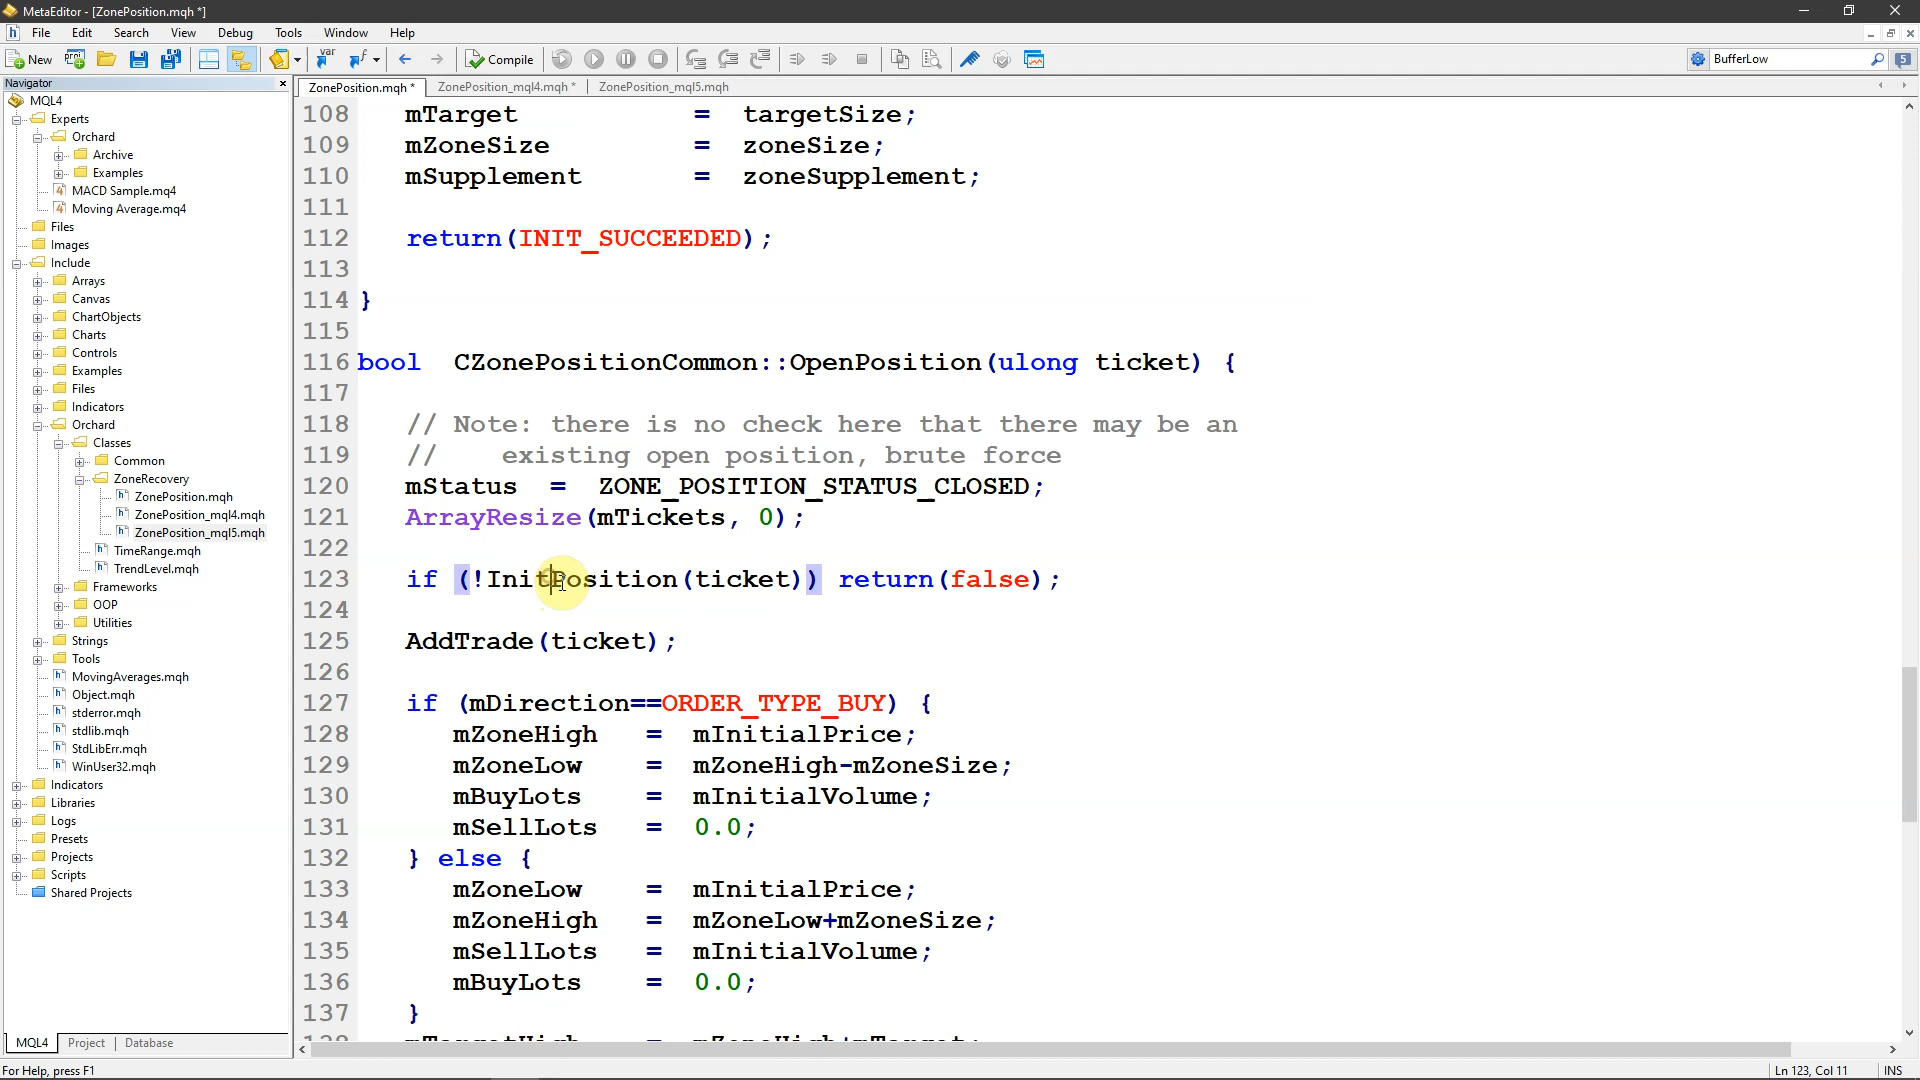 MetaEditor - [ZonePosition.mqh *]
File Edit Search View Debug Tools Window Help
New Compile BufferLow 5
Navigator
ZonePosition.mqh * ZonePosition_mql4.mqh * ZonePosition_mql5.mqh
MQL4
Experts
Orchard
Archive
Examples
MACD Sample.mq4
Moving Average.mq4
Files
Images
Include
Arrays
Canvas
ChartObjects
Charts
Controls
Examples
Files
Indicators
Orchard
Classes
Common
ZoneRecovery
ZonePosition.mqh
ZonePosition_mql4.mqh
ZonePosition_mql5.mqh
TimeRange.mqh
TrendLevel.mqh
Frameworks
OOP
Utilities
Strings
Tools
MovingAverages.mqh
Object.mqh
stderror.mqh
stdlib.mqh
StdLibErr.mqh
WinUser32.mqh
Indicators
Libraries
Logs
Presets
Projects
Scripts
Shared Projects
MQL4 Project Database
108 mTarget = targetSize;
109 mZoneSize = zoneSize;
110 mSupplement = zoneSupplement;
111
112 return(INIT_SUCCEEDED);
113
114 }
115
116 bool CZonePositionCommon::OpenPosition(ulong ticket) {
117
118 // Note: there is no check here that there may be an
119 // existing open position, brute force
120 mStatus = ZONE_POSITION_STATUS_CLOSED;
121 ArrayResize(mTickets, 0);
122
123 if (!InitPosition(ticket)) return(false);
124
125 AddTrade(ticket);
126
127 if (mDirection==ORDER_TYPE_BUY) {
128 mZoneHigh = mInitialPrice;
129 mZoneLow = mZoneHigh-mZoneSize;
130 mBuyLots = mInitialVolume;
131 mSellLots = 0.0;
132 } else {
133 mZoneLow = mInitialPrice;
134 mZoneHigh = mZoneLow+mZoneSize;
135 mSellLots = mInitialVolume;
136 mBuyLots = 0.0;
137 }
For Help, press F1
Ln 123, Col 11 INS